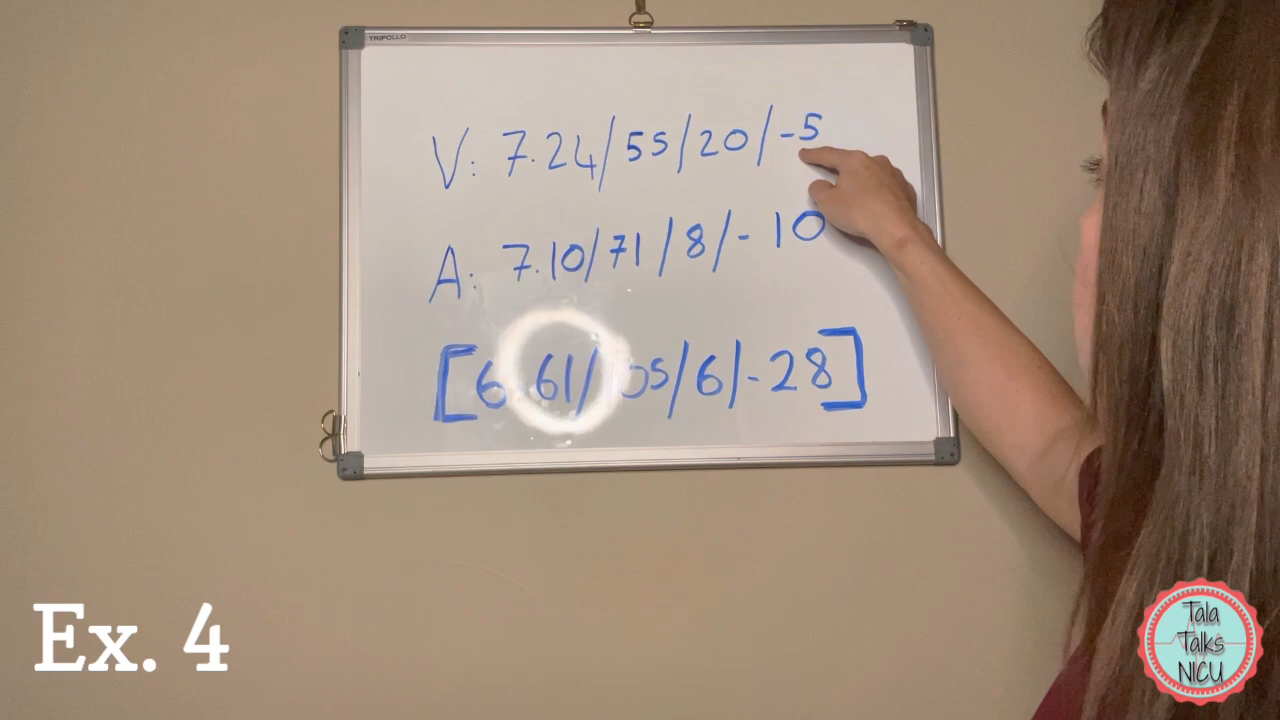 TRIPOLLO
V: 7.24/55/20/-5
A: 7.10/71/8/-10
[6.61/105/6/-28]
Ex. 4
Tala
Talks
NICU